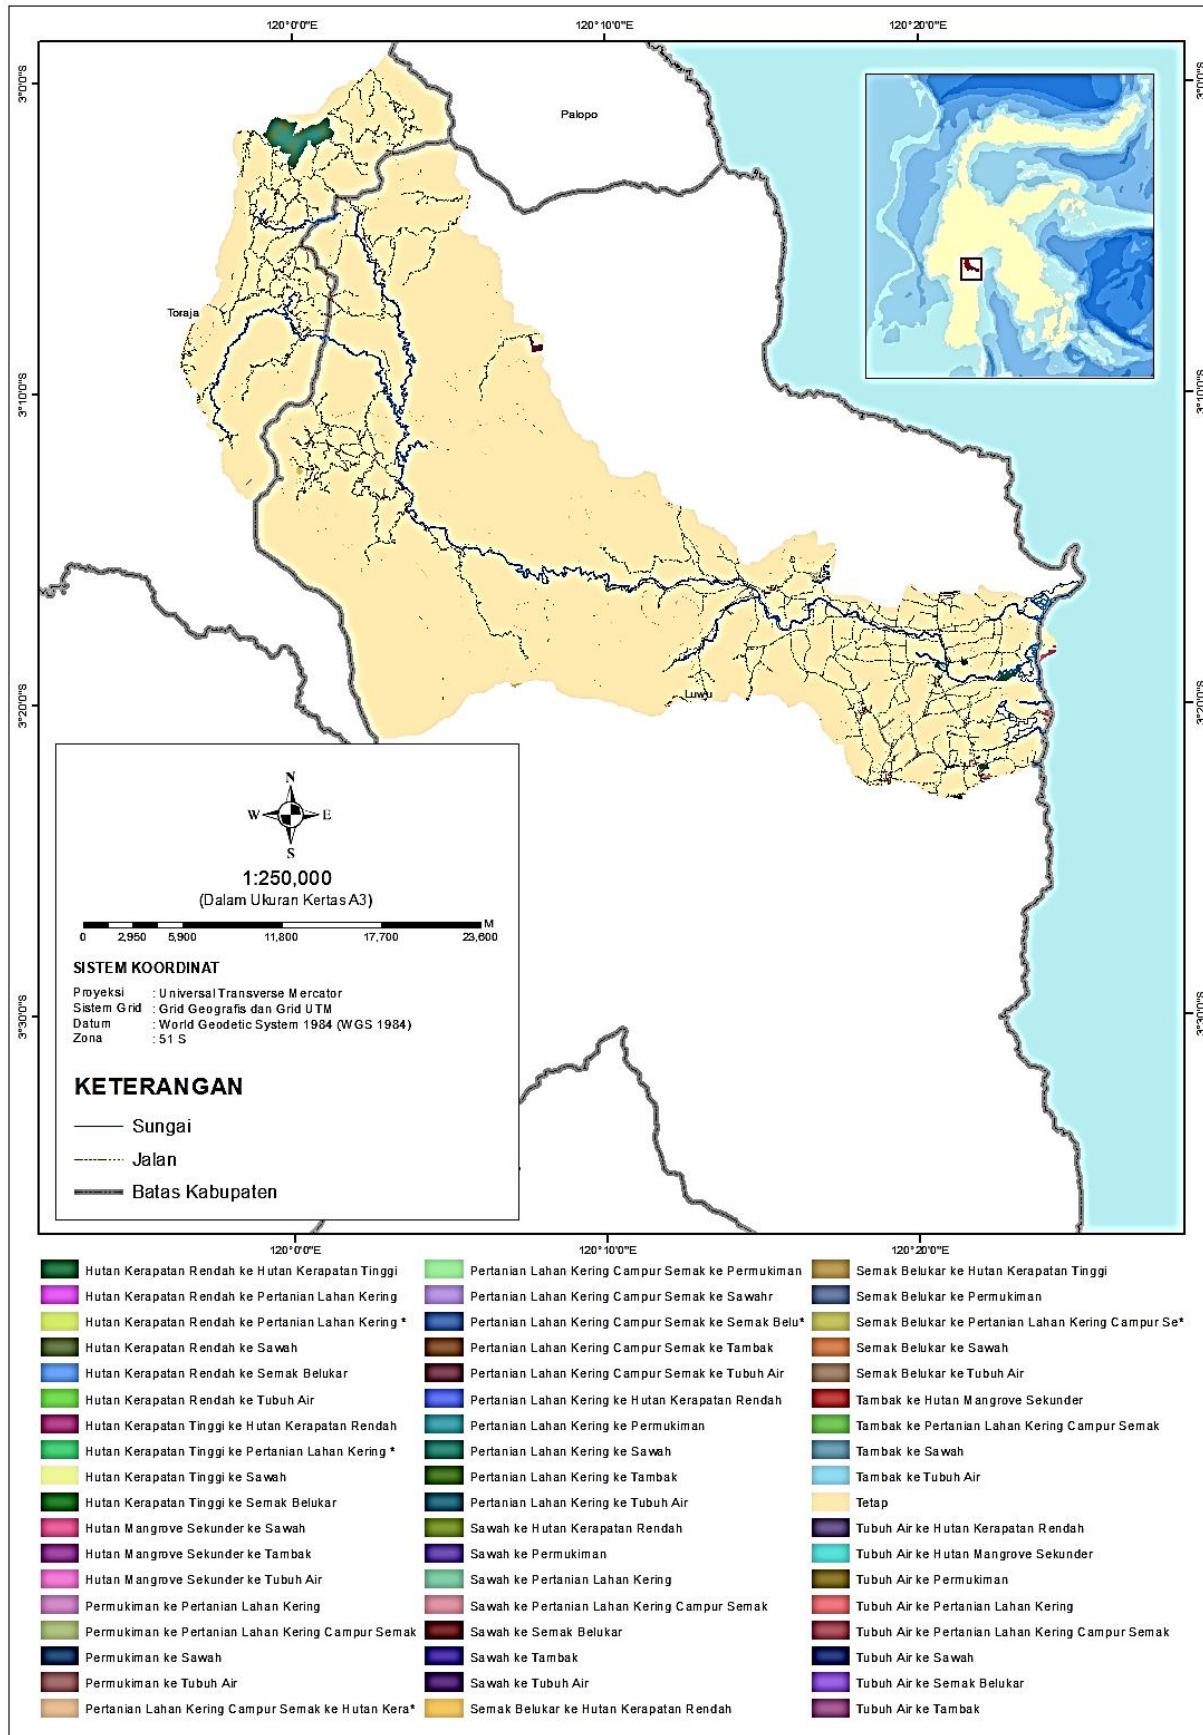 120°0'0"E 120°10'0"E 120°20'0"E
3°0'0"S 3°0'0"S
Palopo
Toraja
3°10'0"S 3°10'0"S
Luwu
3°20'0"S 3°20'0"S
N
W E
S
1:250,000
(Dalam Ukuran Kertas A3)
M
0 2,950 5,900 11,800 17,700 23,600
SISTEM KOORDINAT
Proyeksi : Universal Transverse Mercator
Sistem Grid : Grid Geografis dan Grid UTM
Datum : World Geodetic System 1984 (WGS 1984)
Zona : 51 S
3°30'0"S 3°30'0"S
KETERANGAN
Sungai
Jalan
Batas Kabupaten
120°0'0"E 120°10'0"E 120°20'0"E
Hutan Kerapatan Rendah ke Hutan Kerapatan Tinggi
Hutan Kerapatan Rendah ke Pertanian Lahan Kering
Hutan Kerapatan Rendah ke Pertanian Lahan Kering *
Hutan Kerapatan Rendah ke Sawah
Hutan Kerapatan Rendah ke Semak Belukar
Hutan Kerapatan Rendah ke Tubuh Air
Hutan Kerapatan Tinggi ke Hutan Kerapatan Rendah
Hutan Kerapatan Tinggi ke Pertanian Lahan Kering *
Hutan Kerapatan Tinggi ke Sawah
Hutan Kerapatan Tinggi ke Semak Belukar
Hutan Mangrove Sekunder ke Sawah
Hutan Mangrove Sekunder ke Tambak
Hutan Mangrove Sekunder ke Tubuh Air
Permukiman ke Pertanian Lahan Kering
Permukiman ke Pertanian Lahan Kering Campur Semak
Permukiman ke Sawah
Permukiman ke Tubuh Air
Pertanian Lahan Kering Campur Semak ke Hutan Kera*
Pertanian Lahan Kering Campur Semak ke Permukiman
Pertanian Lahan Kering Campur Semak ke Sawahr
Pertanian Lahan Kering Campur Semak ke Semak Belu*
Pertanian Lahan Kering Campur Semak ke Tambak
Pertanian Lahan Kering Campur Semak ke Tubuh Air
Pertanian Lahan Kering ke Hutan Kerapatan Rendah
Pertanian Lahan Kering ke Permukiman
Pertanian Lahan Kering ke Sawah
Pertanian Lahan Kering ke Tambak
Pertanian Lahan Kering ke Tubuh Air
Sawah ke Hutan Kerapatan Rendah
Sawah ke Permukiman
Sawah ke Pertanian Lahan Kering
Sawah ke Pertanian Lahan Kering Campur Semak
Sawah ke Semak Belukar
Sawah ke Tambak
Sawah ke Tubuh Air
Semak Belukar ke Hutan Kerapatan Rendah
Semak Belukar ke Hutan Kerapatan Tinggi
Semak Belukar ke Permukiman
Semak Belukar ke Pertanian Lahan Kering Campur Se*
Semak Belukar ke Sawah
Semak Belukar ke Tubuh Air
Tambak ke Hutan Mangrove Sekunder
Tambak ke Pertanian Lahan Kering Campur Semak
Tambak ke Sawah
Tambak ke Tubuh Air
Tetap
Tubuh Air ke Hutan Kerapatan Rendah
Tubuh Air ke Hutan Mangrove Sekunder
Tubuh Air ke Permukiman
Tubuh Air ke Pertanian Lahan Kering
Tubuh Air ke Pertanian Lahan Kering Campur Semak
Tubuh Air ke Sawah
Tubuh Air ke Semak Belukar
Tubuh Air ke Tambak